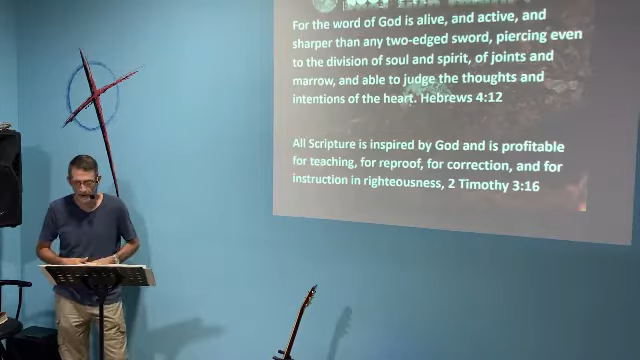 For the word of God is alive, and active, and
sharper than any two-edged sword, piercing even
to the division of soul and spirit, of joints and
marrow, and able to judge the thoughts and
intentions of the heart. Hebrews 4:12
All Scripture is inspired by God and is profitable
for teaching, for reproof, for correction, and for
instruction in righteousness, 2 Timothy 3:16